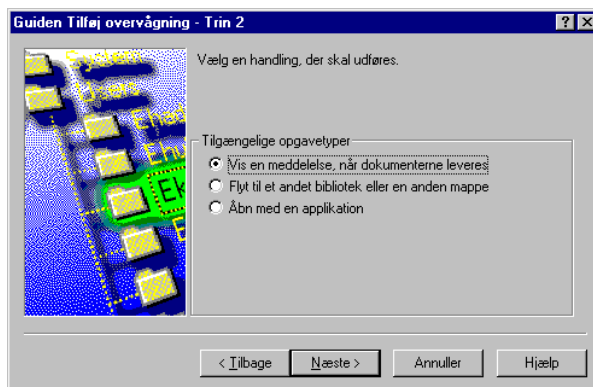 Guiden Tilføj overvågning - Trin 2
Vælg en handling, der skal udføres.
Tilgængelige opgavetyper
Vis en meddelelse, når dokumenterne leveres
Flyt til et andet bibliotek eller en anden mappe
Åbn med en applikation
< Tilbage
Næste >
Annuller
Hjælp